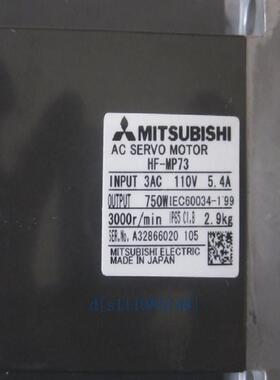 MITSUBISHI
AC SERVO MOTOR
HF-MP73
INPUT 3AC 110V 5.4A
OUTPUT 750W IEC60034-1'99
3000r/min IP65 Cl.B 2.9kg
SER.No. A32866020 105
MITSUBISHI ELECTRIC
MADE IN JAPAN